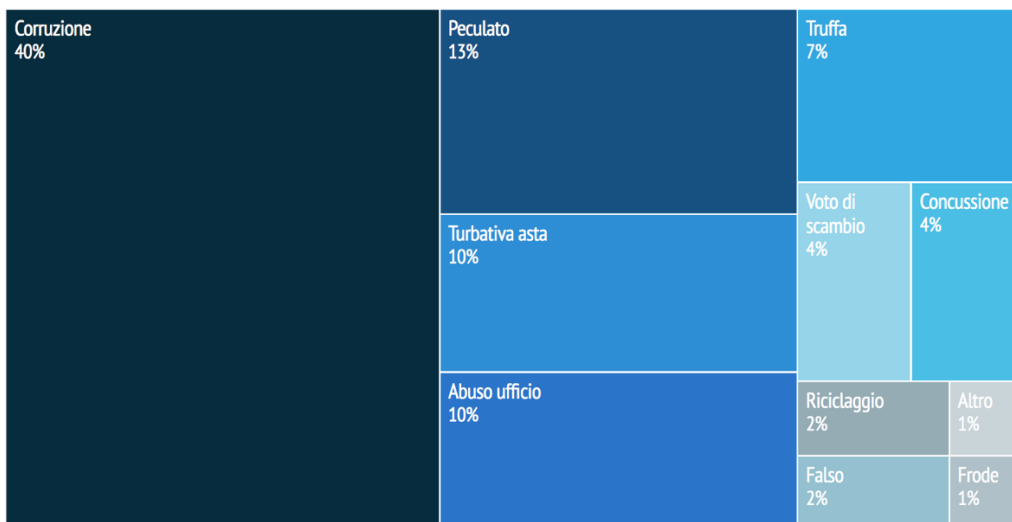 Corruzione
40%
Peculato
13%
Turbativa asta
10%
Abuso ufficio
10%
Truffa
7%
Voto di
scambio
4%
Concussione
4%
Riciclaggio
2%
Altro
1%
Falso
2%
Frode
1%